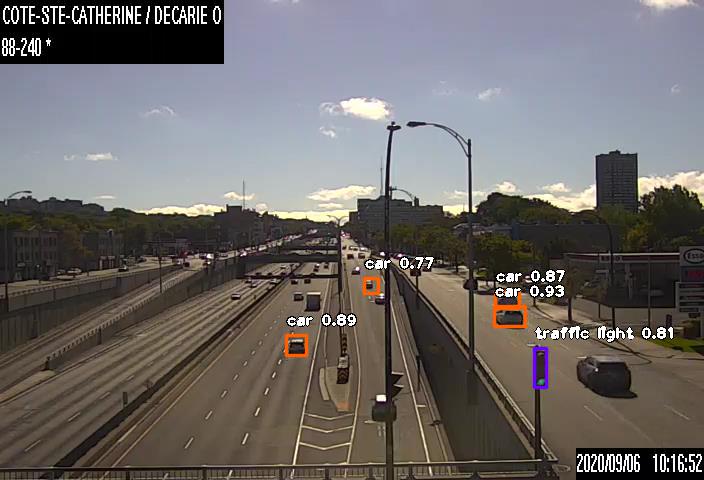 COTE-STE-CATHERINE / DECARIE O
88-240 *
car 0.77
car 0.87
car 0.93
car 0.89
traffic light 0.81
Esso
2020/09/06 10:16:52